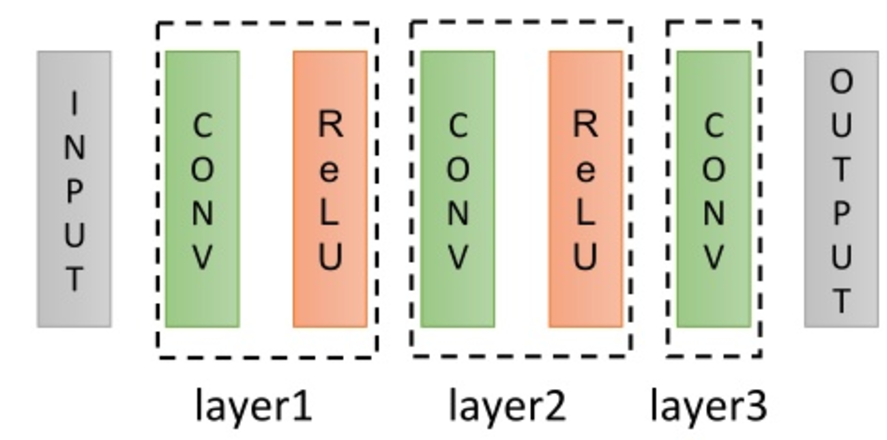 INPUT
CONV
ReLU
CONV
ReLU
CONV
OUTPUT
layer1
layer2
layer3